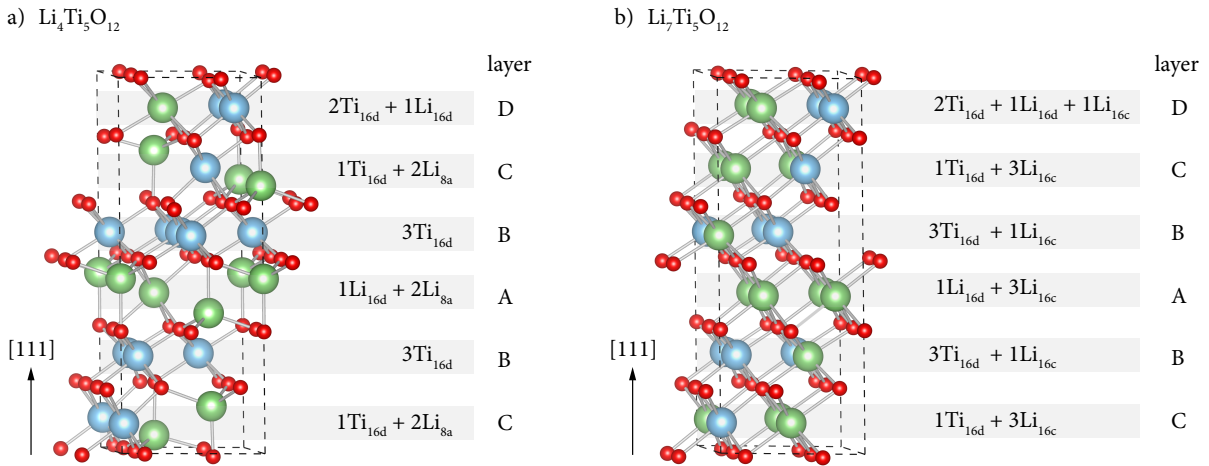 a) Li₄Ti₅O₁₂
layer
2Ti₁₆d + 1Li₁₆d D
1Ti₁₆d + 2Li₈a C
3Ti₁₆d B
1Li₁₆d + 2Li₈a A
3Ti₁₆d B
1Ti₁₆d + 2Li₈a C
[111]
b) Li₇Ti₅O₁₂
layer
2Ti₁₆d + 1Li₁₆d + 1Li₁₆c D
1Ti₁₆d + 3Li₁₆c C
3Ti₁₆d + 1Li₁₆c B
1Li₁₆d + 3Li₁₆c A
3Ti₁₆d + 1Li₁₆c B
1Ti₁₆d + 3Li₁₆c C
[111]